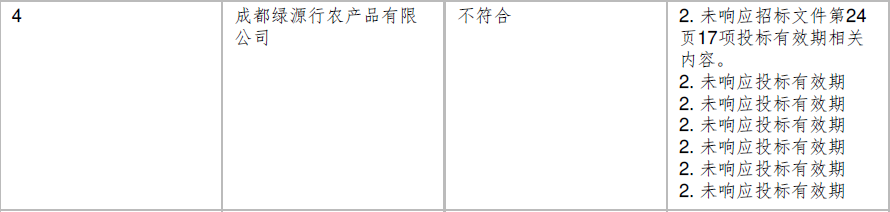 4
成都绿源行农产品有限
公司
不符合
2. 未响应招标文件第24
页17项投标有效期相关
内容。
2. 未响应投标有效期
2. 未响应投标有效期
2. 未响应投标有效期
2. 未响应投标有效期
2. 未响应投标有效期
2. 未响应投标有效期